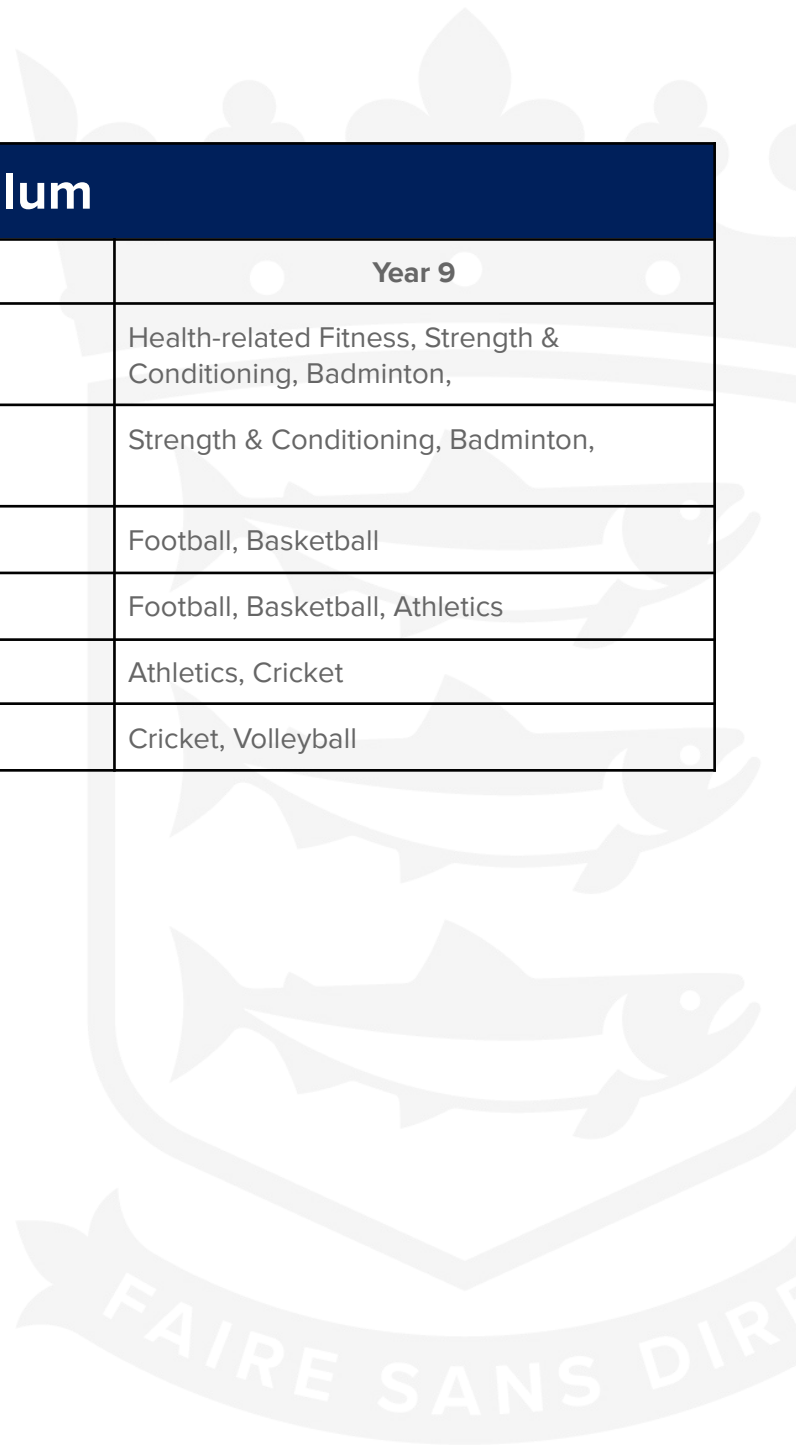 lum
Year 9
Health-related Fitness, Strength &
Conditioning, Badminton,
Strength & Conditioning, Badminton,
Football, Basketball
Football, Basketball, Athletics
Athletics, Cricket
Cricket, Volleyball
FAIRE SANS DIR